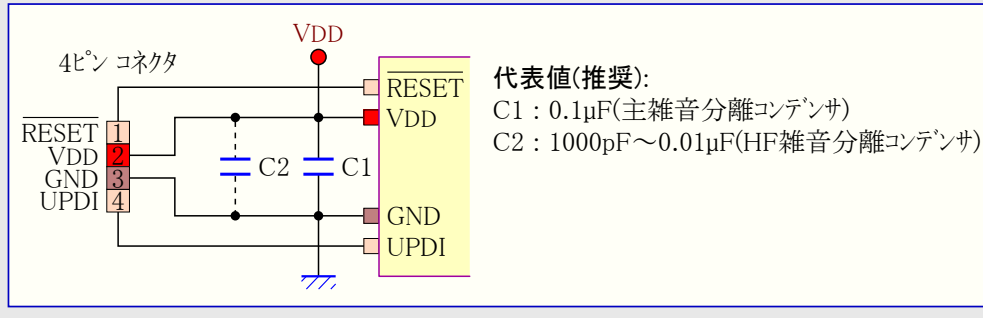 VDD
4ピン コネクタ
RESET
VDD
GND
UPDI
1
2
3
4
C2
C1
RESET
VDD
GND
UPDI
代表値(推奨):
C1 : 0.1µF(主雑音分離コンデンサ)
C2 : 1000pF～0.01µF(HF雑音分離コンデンサ)